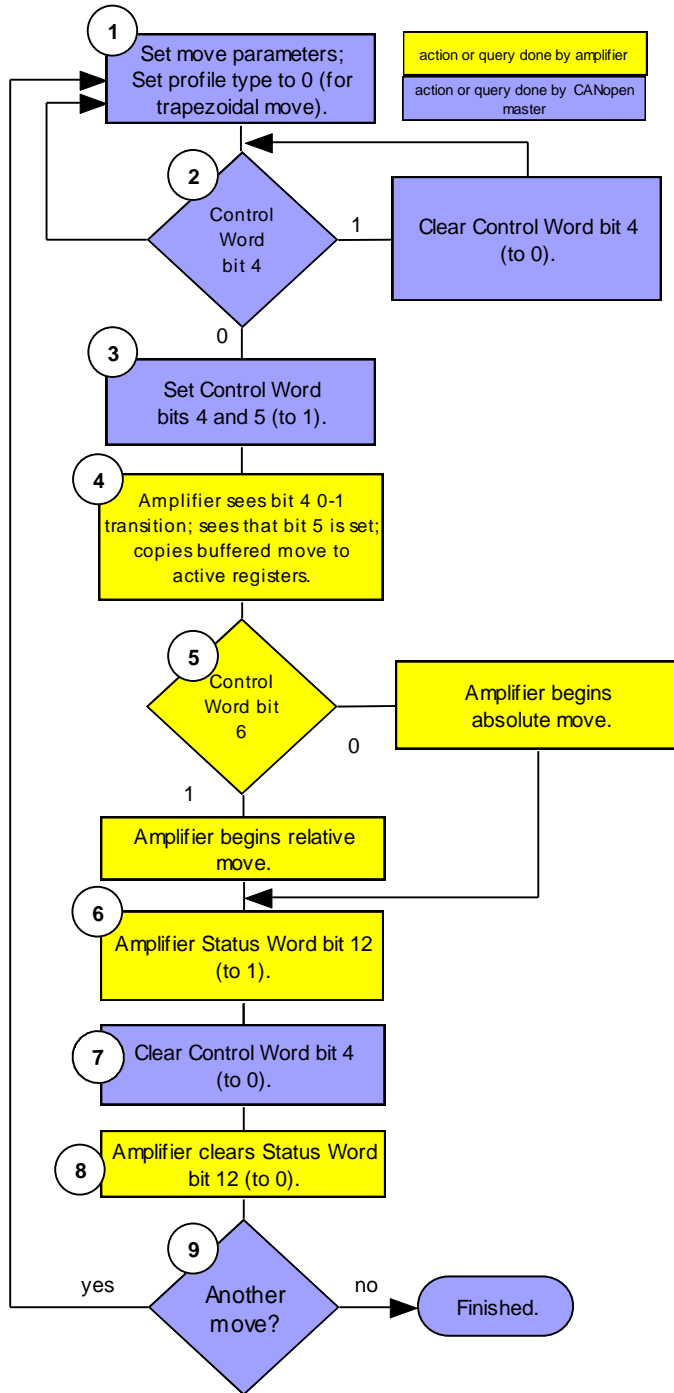 1
Set move parameters;
Set profile type to 0 (for
trapezoidal move).
action or query done by amplifier
action or query done by CANopen
master
2
Control
Word
bit 4
1
Clear Control Word bit 4
(to 0).
0
3
Set Control Word
bits 4 and 5 (to 1).
4
Amplifier sees bit 4 0-1
transition; sees that bit 5 is set;
copies buffered move to
active registers.
5
Control
Word bit
6
0
Amplifier begins
absolute move.
1
Amplifier begins relative
move.
6
Amplifier Status Word bit 12
(to 1).
7
Clear Control Word bit 4
(to 0).
8
Amplifier clears Status Word
bit 12 (to 0).
9
yes
Another
move?
no
Finished.